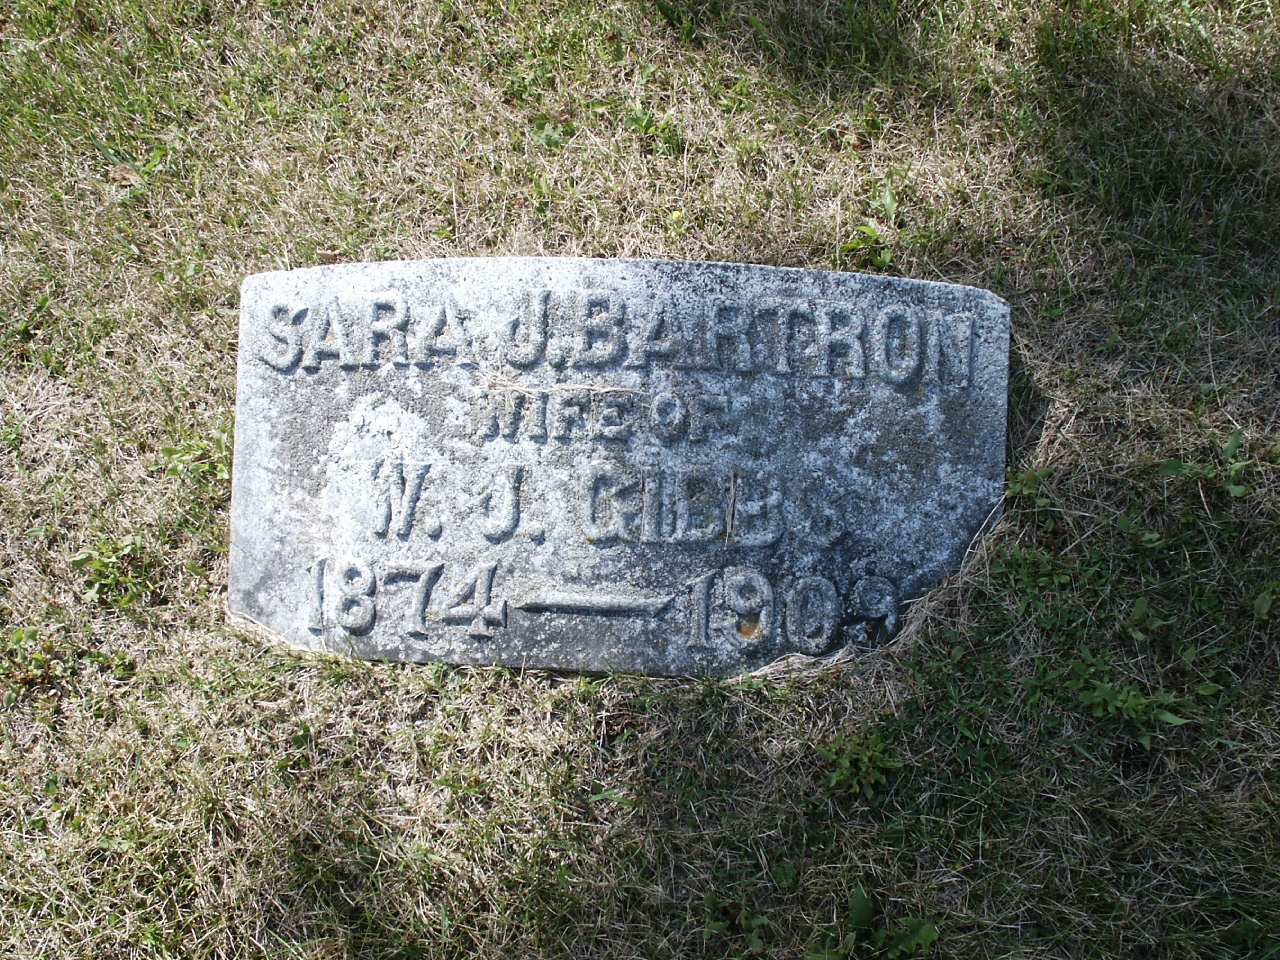 SARA J. BARTRON
WIFE OF
W. J. GIBBS
1874 — 1909